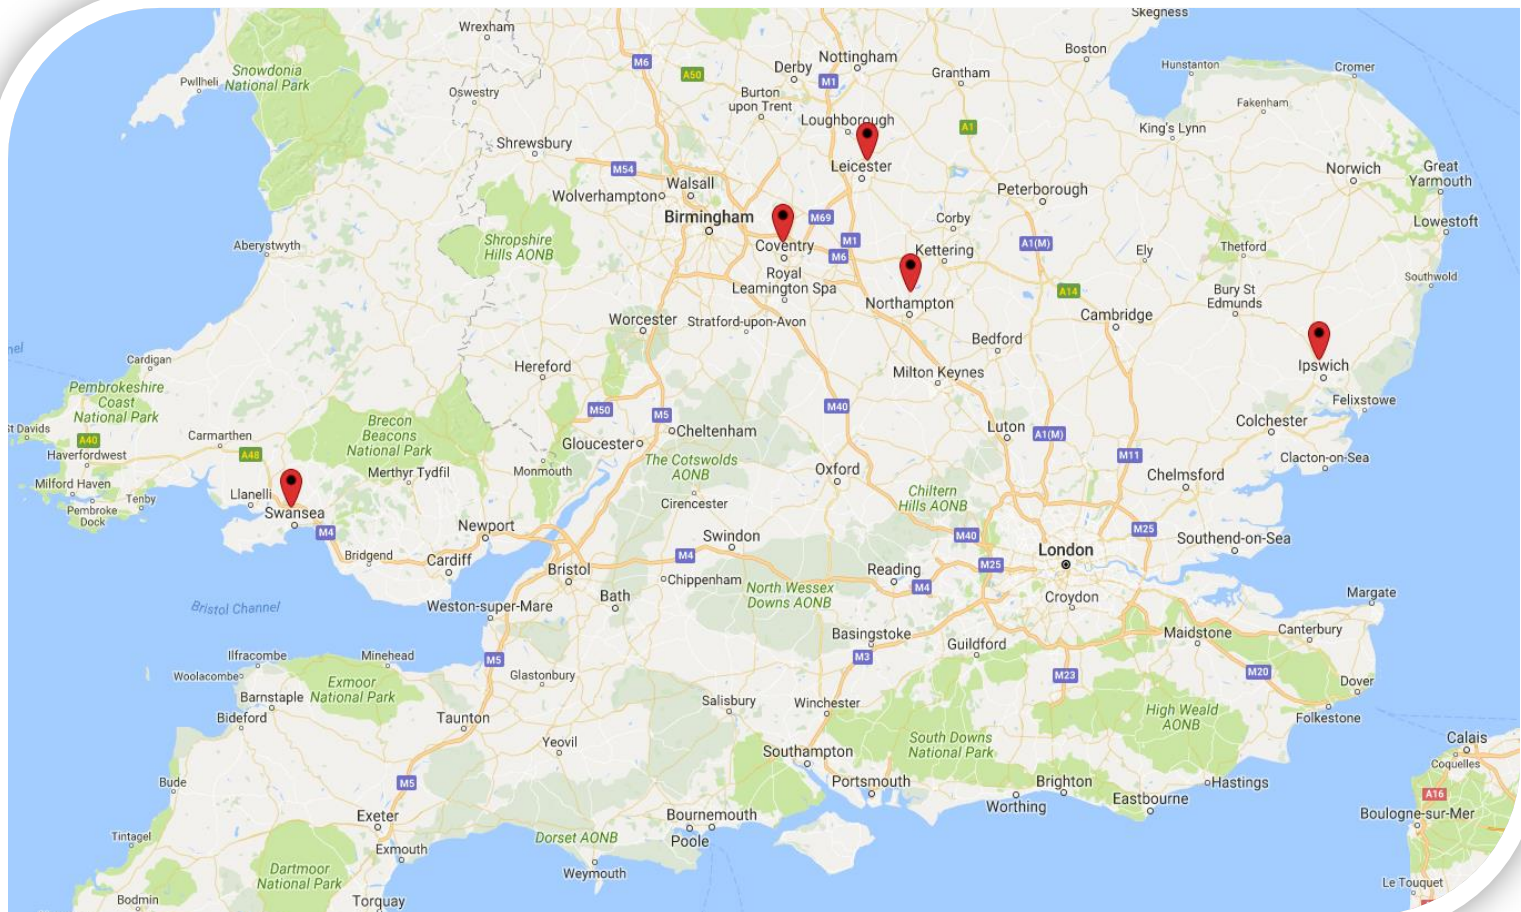 Skegness
Wrexham
Boston
Nottingham
M6
Derby
Hunstanton
Cromer
Snowdonia
National Park
A50
M1
Grantham
Pwllheli
Oswestry
Burton
upon Trent
Fakenham
Loughborough
A1
King's Lynn
Shrewsbury
M54
Leicester
Norwich
Great
Yarmouth
Walsall
Wolverhampton
Peterborough
Birmingham
M69
Corby
Lowestoft
Aberystwyth
Shropshire
Hills AONB
Coventry
M1
M6
Kettering
A1(M)
Ely
Thetford
Royal
Leamington Spa
Southwold
A14
Bury St
Edmunds
Northampton
Worcester
Stratford-upon-Avon
Cambridge
Bedford
nel
Cardigan
Hereford
Milton Keynes
Ipswich
Pembrokeshire
Coast
National Park
Felixstowe
M50
M5
M40
Brecon
Beacons
National Park
St Davids
A40
Carmarthen
Gloucester
Cheltenham
Luton
A1(M)
Colchester
Haverfordwest
A48
M11
Clacton-on-Sea
The Cotswolds
AONB
Merthyr Tydfil
Monmouth
Oxford
Chelmsford
Milford Haven
Llanelli
Tenby
Pembroke
Dock
Chiltern
Hills AONB
Cirencester
Swansea
M4
Newport
Swindon
M40
M25
Southend-on-Sea
Bridgend
Cardiff
M4
London
M25
Bristol
Chippenham
Reading
M4
North Wessex
Downs AONB
Bath
Croydon
Margate
Bristol Channel
Weston-super-Mare
Basingstoke
Maidstone
Canterbury
Guildford
Ilfracombe
Minehead
M5
M3
Woolacombe
Glastonbury
M23
M20
Exmoor
National Park
Dover
Barnstaple
Salisbury
Winchester
Bideford
Taunton
High Weald
AONB
Folkestone
Yeovil
South Downs
National Park
Calais
Southampton
Coquelles
Bude
M5
Portsmouth
Brighton
Hastings
Worthing
Eastbourne
A16
Exeter
Bournemouth
Boulogne-sur-Mer
Tintagel
Dorset AONB
Poole
Exmouth
Dartmoor
National Park
Weymouth
Le Touquet
Bodmin
Torquay